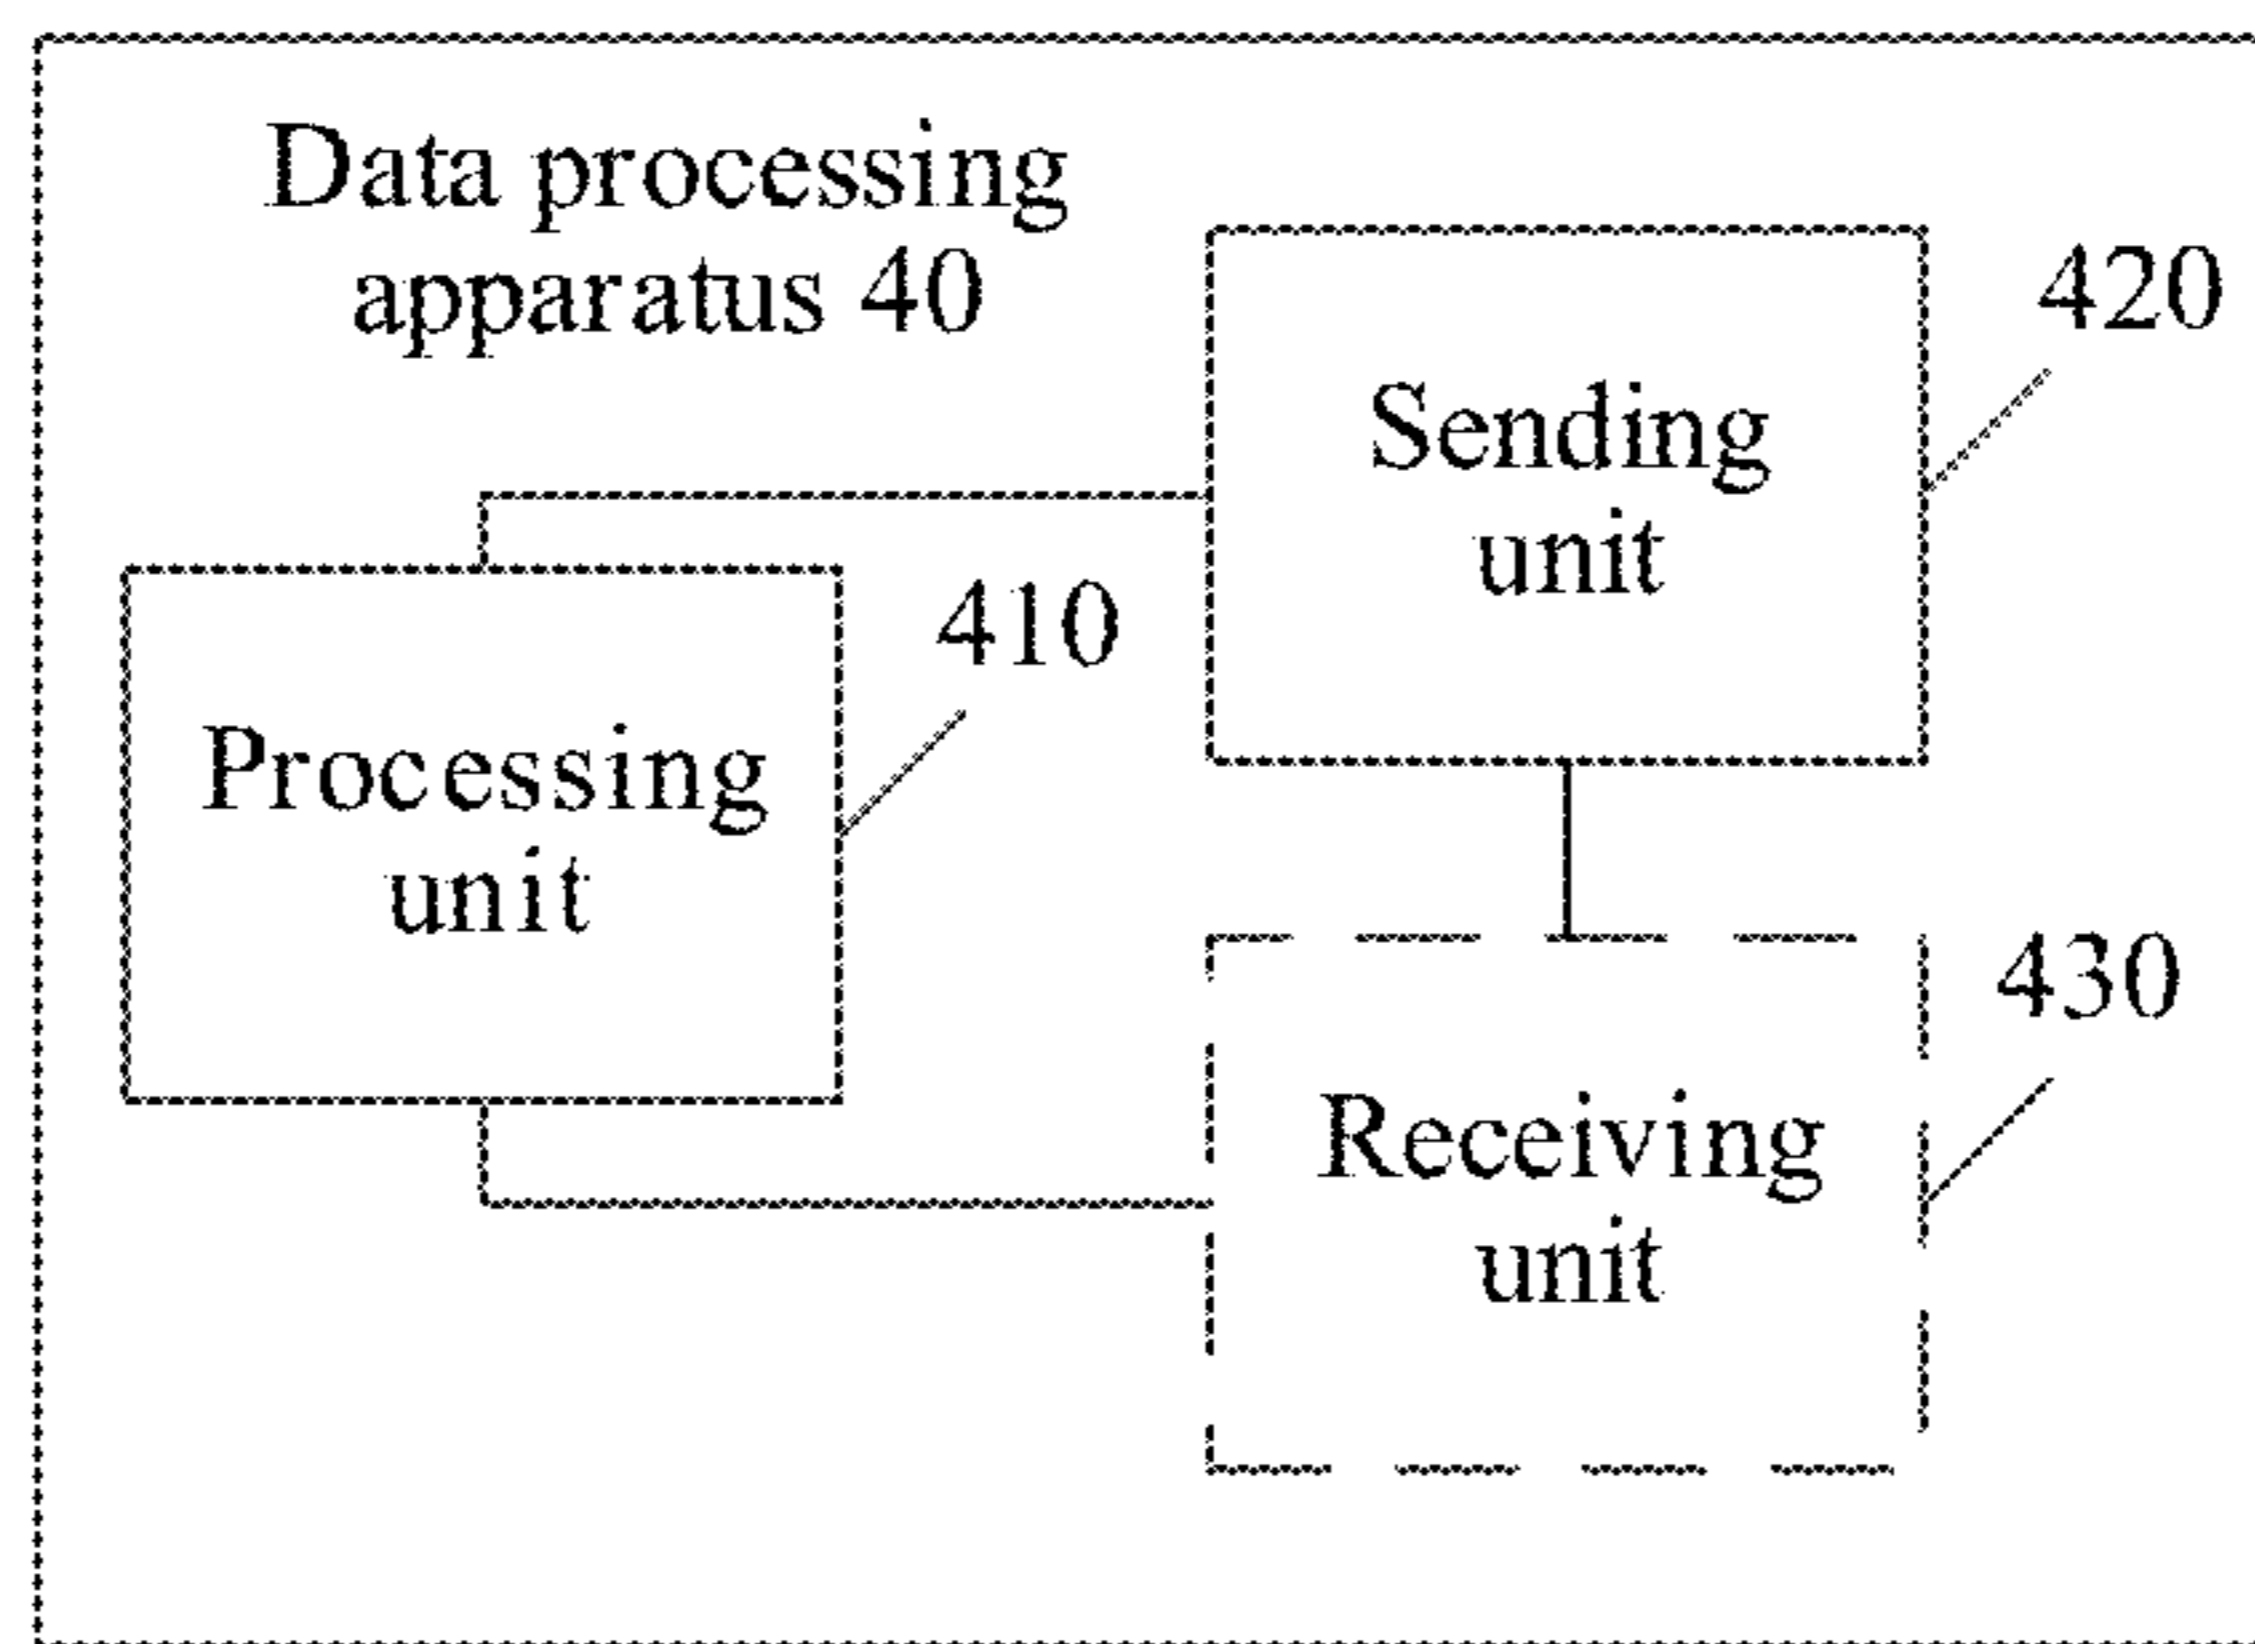 Data processing
apparatus 40
420
Sending
unit
410
Processing
unit
430
Receiving
unit